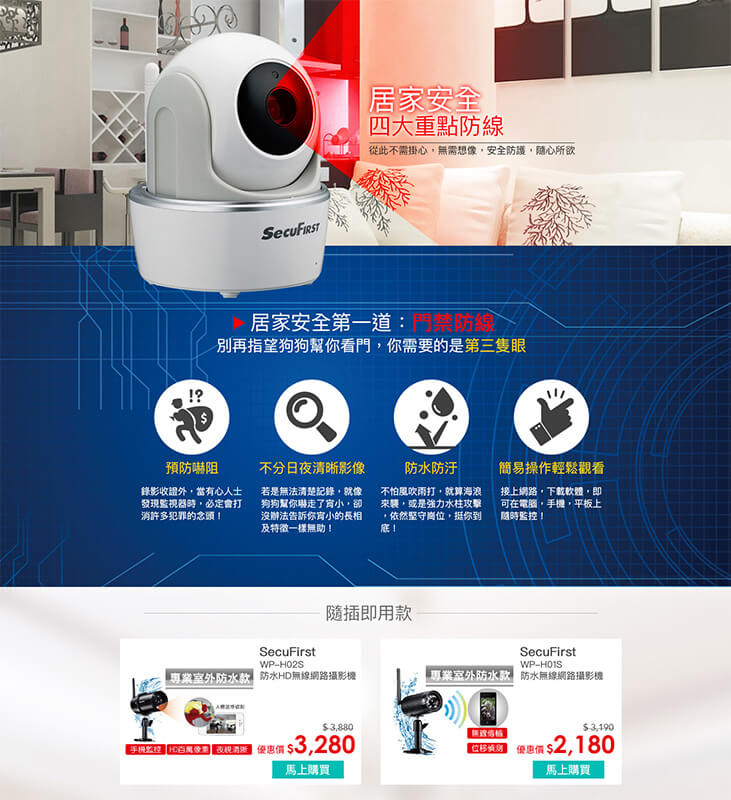 居家安全
四大重點防線
從此不需掛心，無需想像，安全防護，隨心所欲
SECUFIRST
居家安全第一道：門禁防線
別再指望狗狗幫你看門，你需要的是第三隻眼
!?
$
預防嚇阻
錄影收證外，當有心人士
發現監視器時，必定會打
消許多犯罪的念頭！
不分日夜清晰影像
若是無法清楚記錄，就像
狗狗幫你嚇走了宵小，卻
沒辦法告訴你宵小的長相
及特徵一樣無助！
防水防汙
不怕風吹雨打，就算海浪
來襲，或是強力水柱攻擊
，依然堅守崗位，挺你到
底！
簡易操作輕鬆觀看
接上網路，下載軟體，即
可在電腦，手機，平板上
隨時監控！
隨插即用款
SecuFirst
WP-H02S
防水HD無線網路攝影機
專業室外防水款
手機監控 HD百萬像素 夜視清晰
$3,880
優惠價$3,280
馬上購買
SecuFirst
WP-H01S
防水無線網路攝影機
專業室外防水款
無線傳輸
位移偵測
$3,190
優惠價$2,180
馬上購買